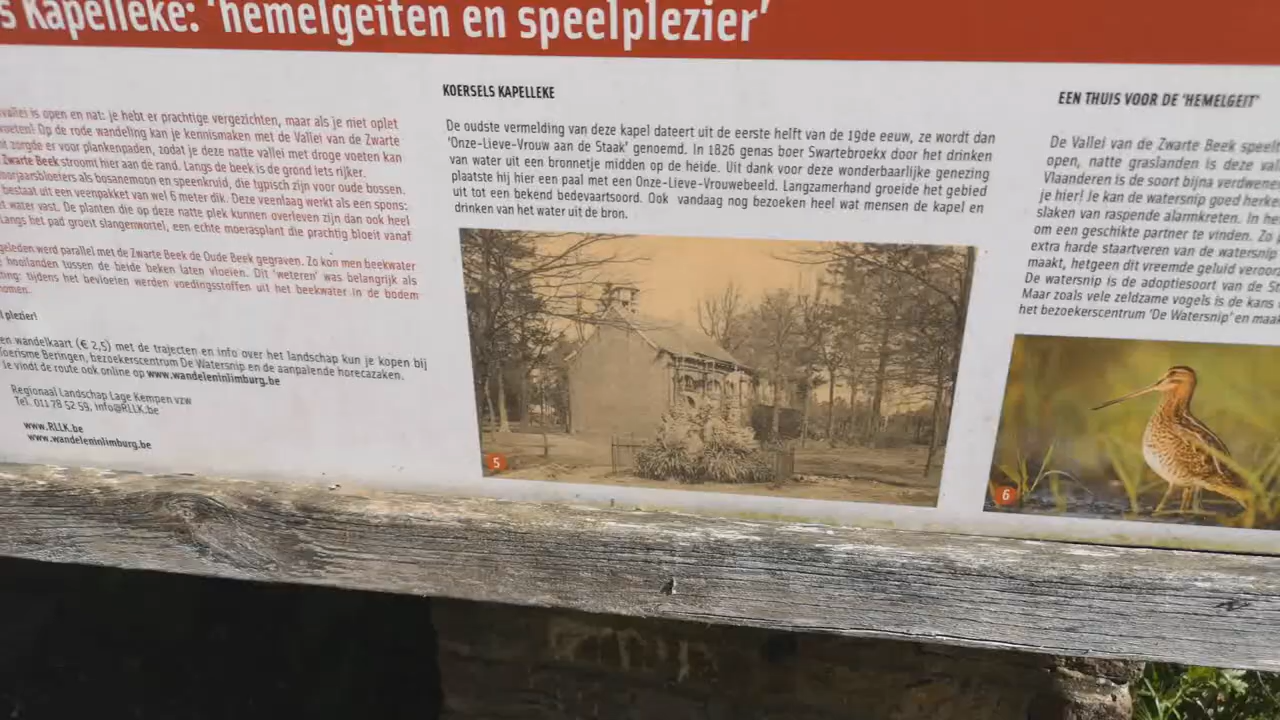 s Kapelleke: 'hemelgeiten en speelplezier'
vallei is open en nat: je hebt er prachtige vergezichten, maar als je niet oplet
voeten! Op de rode wandeling kan je kennismaken met de Vallei van de Zwarte
zorgde er voor plankenpaden, zodat je deze natte vallei met droge voeten kan
Zwarte Beek stroomt hier aan de rand. Langs de beek is de grond iets rijker.
voorjaarsbloeiers als bosanemoon en speenkruid, die typisch zijn voor oude bossen.
bestaat uit een veenpakket van wel 6 meter dik. Deze veenlaag werkt als een spons:
water vast. De planten die op deze natte plek kunnen overleven zijn dan ook heel
Langs het pad groeit slangenwortel, een echte moerasplant die prachtig bloeit vanaf
geleden werd parallel met de Zwarte Beek de Oude Beek gegraven. Zo kon men beekwater
hooilanden tussen de beide beken laten vloeien. Dit 'weteren' was belangrijk als
ting: tijdens het bevloeien werden voedingsstoffen uit het beekwater in de bodem
nomen.
l plezier!
en wandelkaart (€ 2,5) met de trajecten en info over het landschap kun je kopen bij
Toerisme Beringen, bezoekerscentrum De Watersnip en de aanpalende horecazaken.
Je vindt de route ook online op www.wandeleninlimburg.be
Regionaal Landschap Lage Kempen vzw
Tel. 011 78 52 59, info@RLLK.be
www.RLLK.be
www.wandeleninlimburg.be
KOERSELS KAPELLEKE
De oudste vermelding van deze kapel dateert uit de eerste helft van de 19de eeuw, ze wordt dan
'Onze-Lieve-Vrouw aan de Staak' genoemd. In 1826 genas boer Swartebroekx door het drinken
van water uit een bronnetje midden op de heide. Uit dank voor deze wonderbaarlijke genezing
plaatste hij hier een paal met een Onze-Lieve-Vrouwebeeld. Langzamerhand groeide het gebied
uit tot een bekend bedevaartsoord. Ook vandaag nog bezoeken heel wat mensen de kapel en
drinken van het water uit de bron.
5
EEN THUIS VOOR DE 'HEMELGEIT'
De Vallei van de Zwarte Beek speelt
open, natte graslanden is deze val
Vlaanderen is de soort bijna verdwene
je hier! Je kan de watersnip goed herke
slaken van raspende alarmkreten. In he
om een geschikte partner te vinden. Zo
extra harde staartveren van de watersnip
maakt, hetgeen dit vreemde geluid veroor
De watersnip is de adoptiesoort van de St
Maar zoals vele zeldzame vogels is de kans
het bezoekerscentrum 'De Watersnip' en maak
6